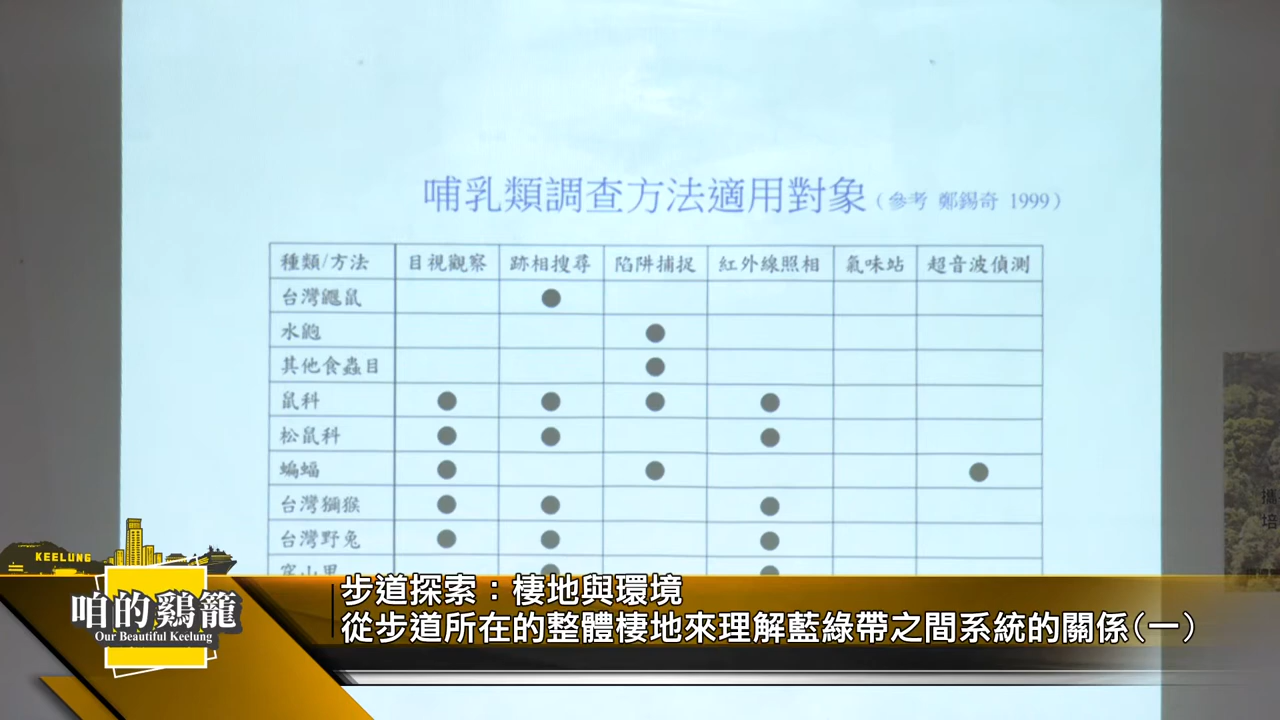 哺乳類調查方法適用對象（參考 鄭錫奇 1999）
種類/方法 目視觀察 跡相搜尋 陷阱捕捉 紅外線照相 氣味站 超音波偵測
台灣鼴鼠 ●
水鼩 ●
其他食蟲目 ●
鼠科 ● ● ● ●
松鼠科 ● ● ●
蝙蝠 ● ● ●
台灣獼猴 ● ● ●
台灣野兔 ● ● ●
穿山甲 ● ●
KEELUNG
咱的鷄籠
Our Beautiful Keelung
步道探索：棲地與環境
從步道所在的整體棲地來理解藍綠帶之間系統的關係（一）